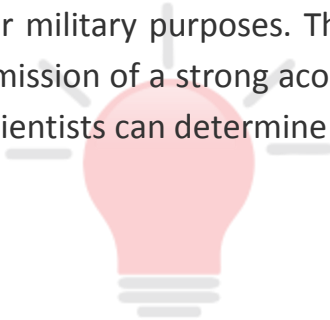 r military purposes. Th
mission of a strong aco
ientists can determine